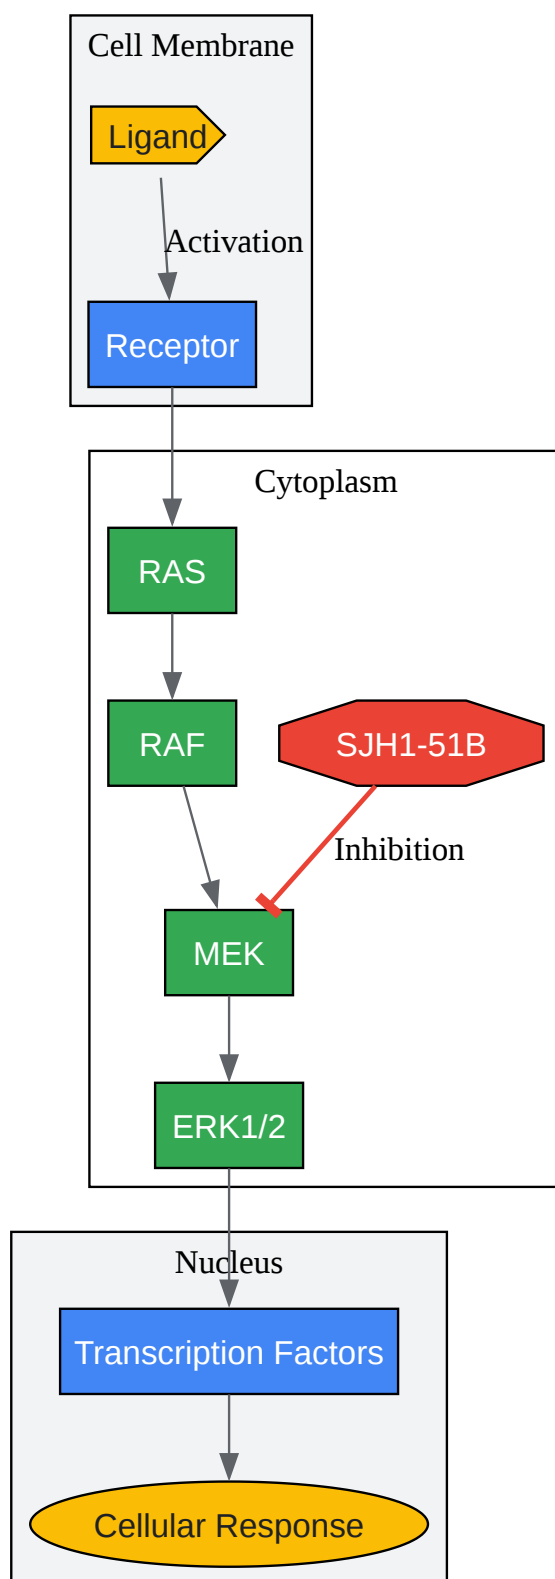 Cell Membrane
Ligand
Activation
Receptor
Cytoplasm
RAS
RAF
SJH1-51B
Inhibition
MEK
ERK1/2
Nucleus
Transcription Factors
Cellular Response